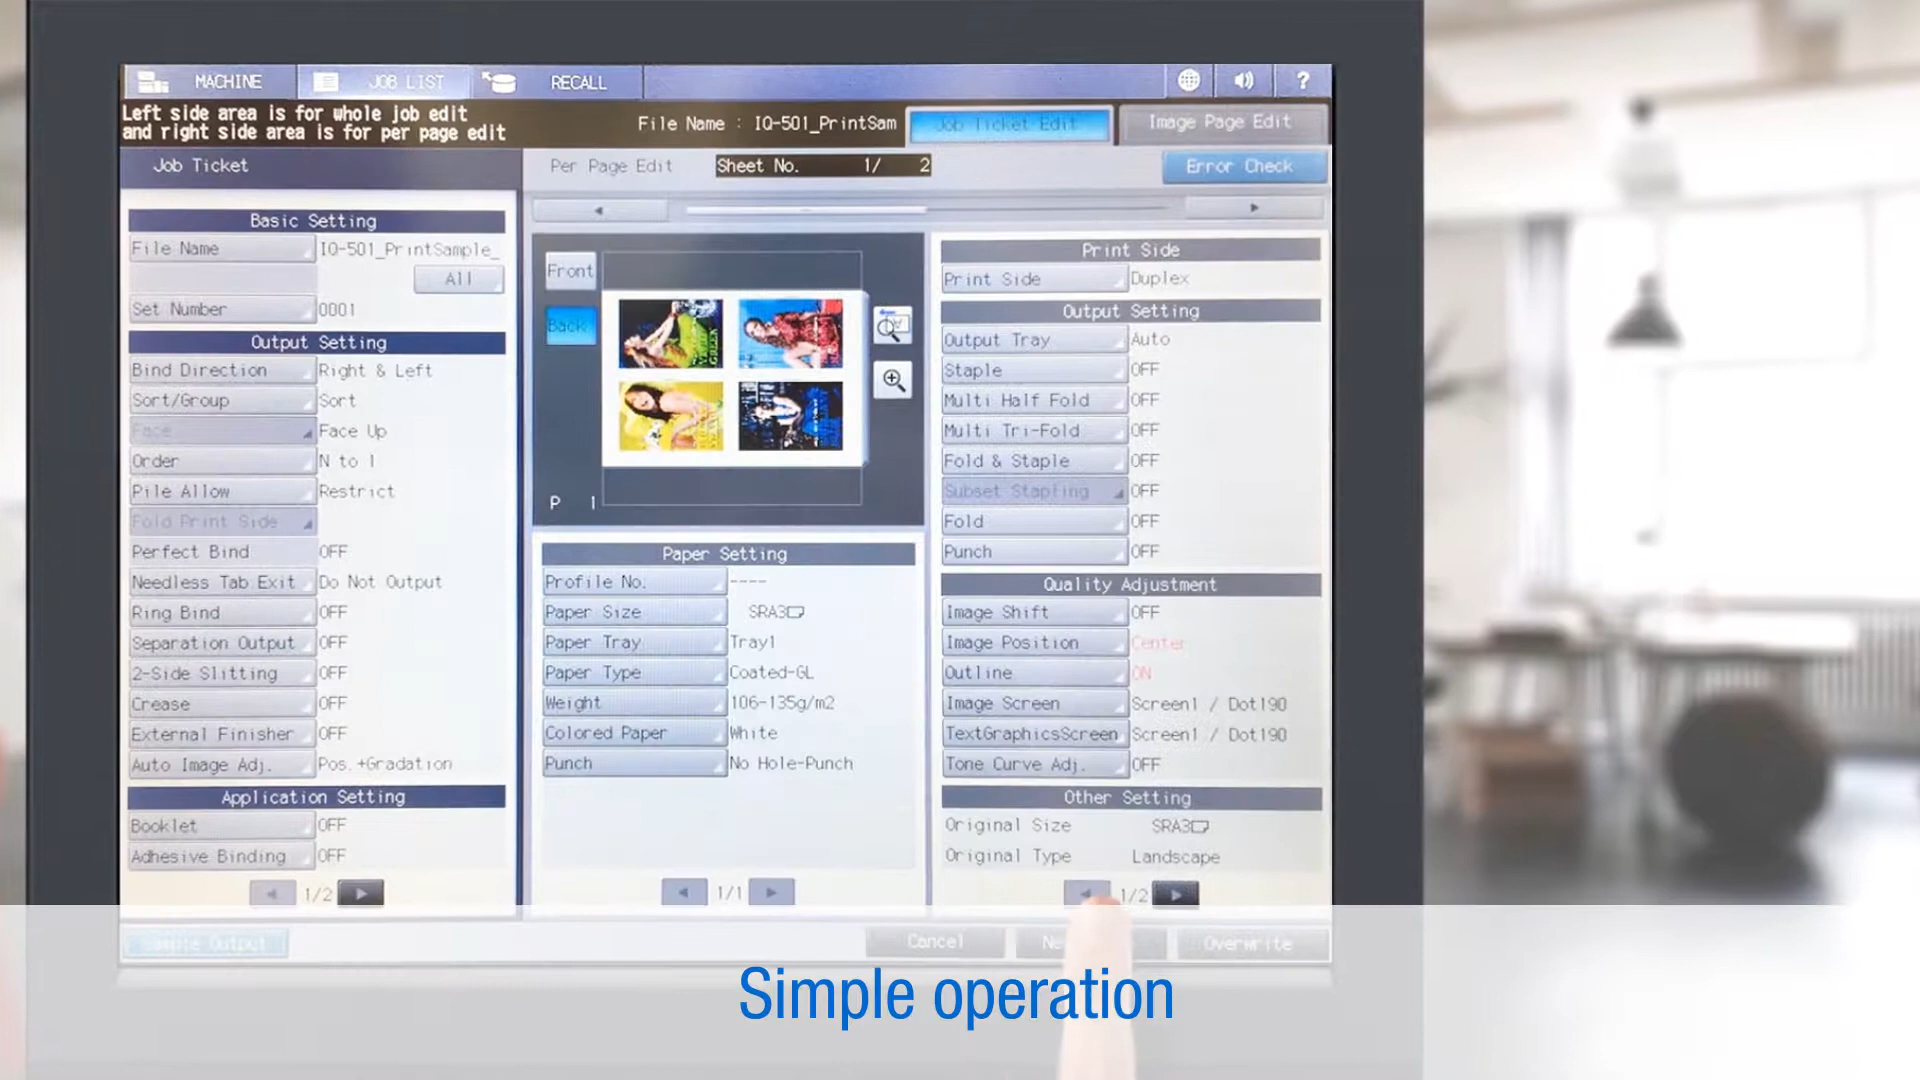 MACHINE
JOB LIST
RECALL
?
Left side area is for whole job edit
and right side area is for per page edit
File Name : IQ-501_PrintSam
Job Ticket Edit
Image Page Edit
Job Ticket
Per Page Edit
Sheet No. 1/ 2
Error Check
Basic Setting
File Name IQ-501_PrintSample_
All
Set Number 0001
Output Setting
Bind Direction Right & Left
Sort/Group Sort
Face Face Up
Order N to 1
Pile Allow Restrict
Fold Print Side
Perfect Bind OFF
Needless Tab Exit Do Not Output
Ring Bind OFF
Separation Output OFF
2-Side Slitting OFF
Crease OFF
External Finisher OFF
Auto Image Adj. Pos.+Gradation
Application Setting
Booklet OFF
Adhesive Binding OFF
1/2
Front
Back
P 1
Paper Setting
Profile No. ----
Paper Size SRA3
Paper Tray Tray1
Paper Type Coated-GL
Weight 106-135g/m2
Colored Paper White
Punch No Hole-Punch
1/1
Print Side
Print Side Duplex
Output Setting
Output Tray Auto
Staple OFF
Multi Half Fold OFF
Multi Tri-Fold OFF
Fold & Staple OFF
Subset Stapling OFF
Fold OFF
Punch OFF
Quality Adjustment
Image Shift OFF
Image Position Center
Outline ON
Image Screen Screen1 / Dot190
TextGraphicsScreen Screen1 / Dot190
Tone Curve Adj. OFF
Other Setting
Original Size SRA3
Original Type Landscape
1/2
Sample Output
Cancel
Ne
Overwrite
Simple operation